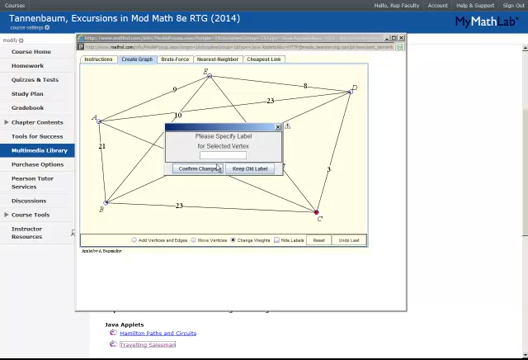 Courses
Hello, Rep Faculty
Account
Help & Support
Sign Out
Tannenbaum, Excursions in Mod Math 8e RTG (2014)
course settings
MyMathLab
modify
Course Home
Homework
Quizzes & Tests
Study Plan
Gradebook
Chapter Contents
Tools for Success
Multimedia Library
Purchase Options
Pearson Tutor
Services
Discussions
Course Tools
Instructor
Resources
Instructions
Create Graph
Brute-Force
Nearest-Neighbor
Cheapest Link
E
9
8
D
23
10
A
21
Please Specify Label
for Selected Vertex
Confirm Change
Keep Old Label
3
B
23
C
Add Vertices and Edges
Move Vertices
Change Weights
Hide Labels
Reset
Undo Last
Java Applets
Hamilton Paths and Circuits
Travelling Salesman